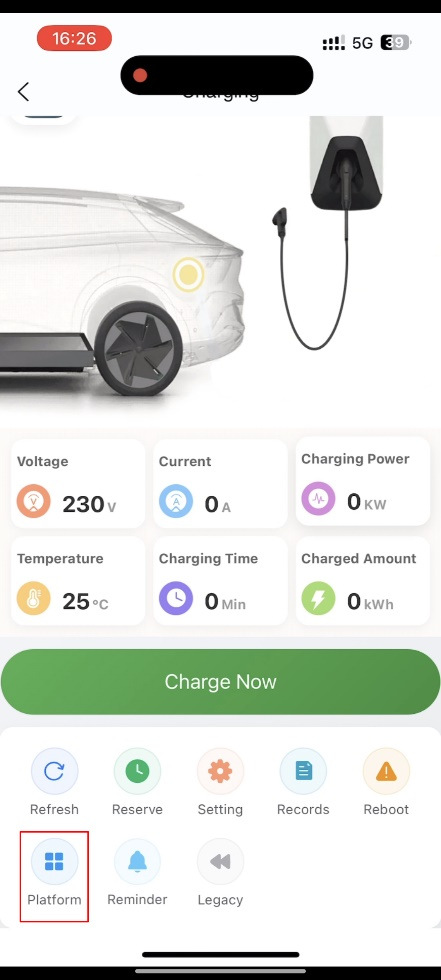 16:26
5G 39
Charging
Voltage
230 V
Current
0 A
Charging Power
0 KW
Temperature
25 °C
Charging Time
0 Min
Charged Amount
0 kWh
Charge Now
Refresh Reserve Setting Records Reboot
Platform Reminder Legacy